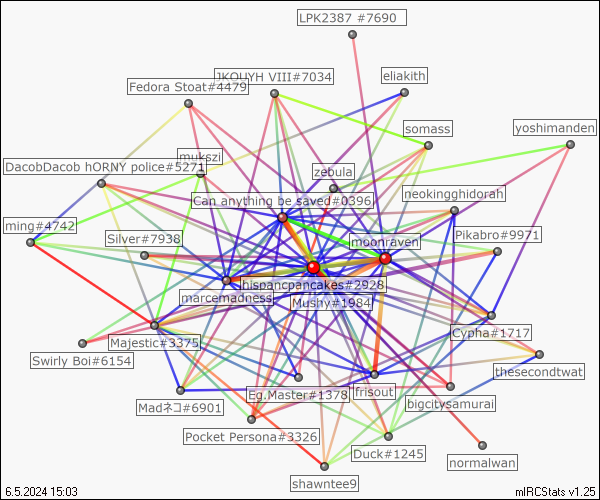 LPK2387 #7690
JKOUYH VIII#7034
eliakith
Fedora Stoat#4479
somass
yoshimanden
mukszi
DacobDacob hORNY police#5271
zebula
neokingghidorah
Can anything be saved#0396
ming#4742
Silver#7938
moonraven
Pikabro#9971
hispancpancakes#2928
marcemadness
Mushy#1984
Cypha#1717
Majestic#3375
Swirly Boi#6154
thesecondtwat
Eg.Master#1378
frisout
Madネコ#6901
bigcitysamurai
Pocket Persona#3326
Duck#1245
normalwan
shawntee9
6.5.2024 15:03
mIRCStats v1.25